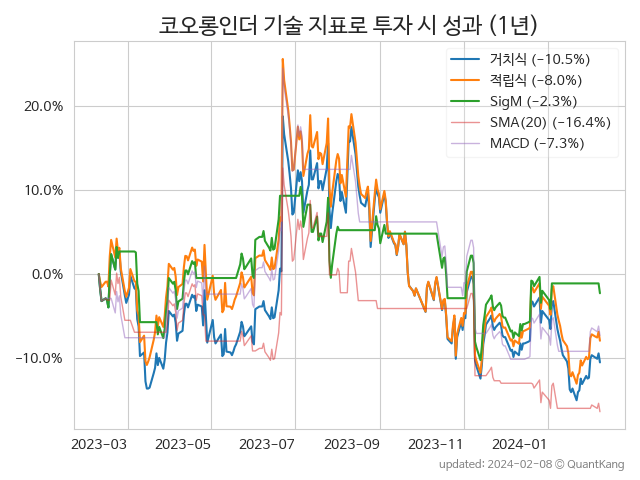 코오롱인더 기술 지표로 투자 시 성과 (1년)
거치식 (−10.5%)
적립식 (−8.0%)
SigM (−2.3%)
SMA(20) (−16.4%)
MACD (−7.3%)
20.0%
10.0%
0.0%
−10.0%
2023-03 2023-05 2023-07 2023-09 2023-11 2024-01
updated: 2024-02-08 © QuantKang